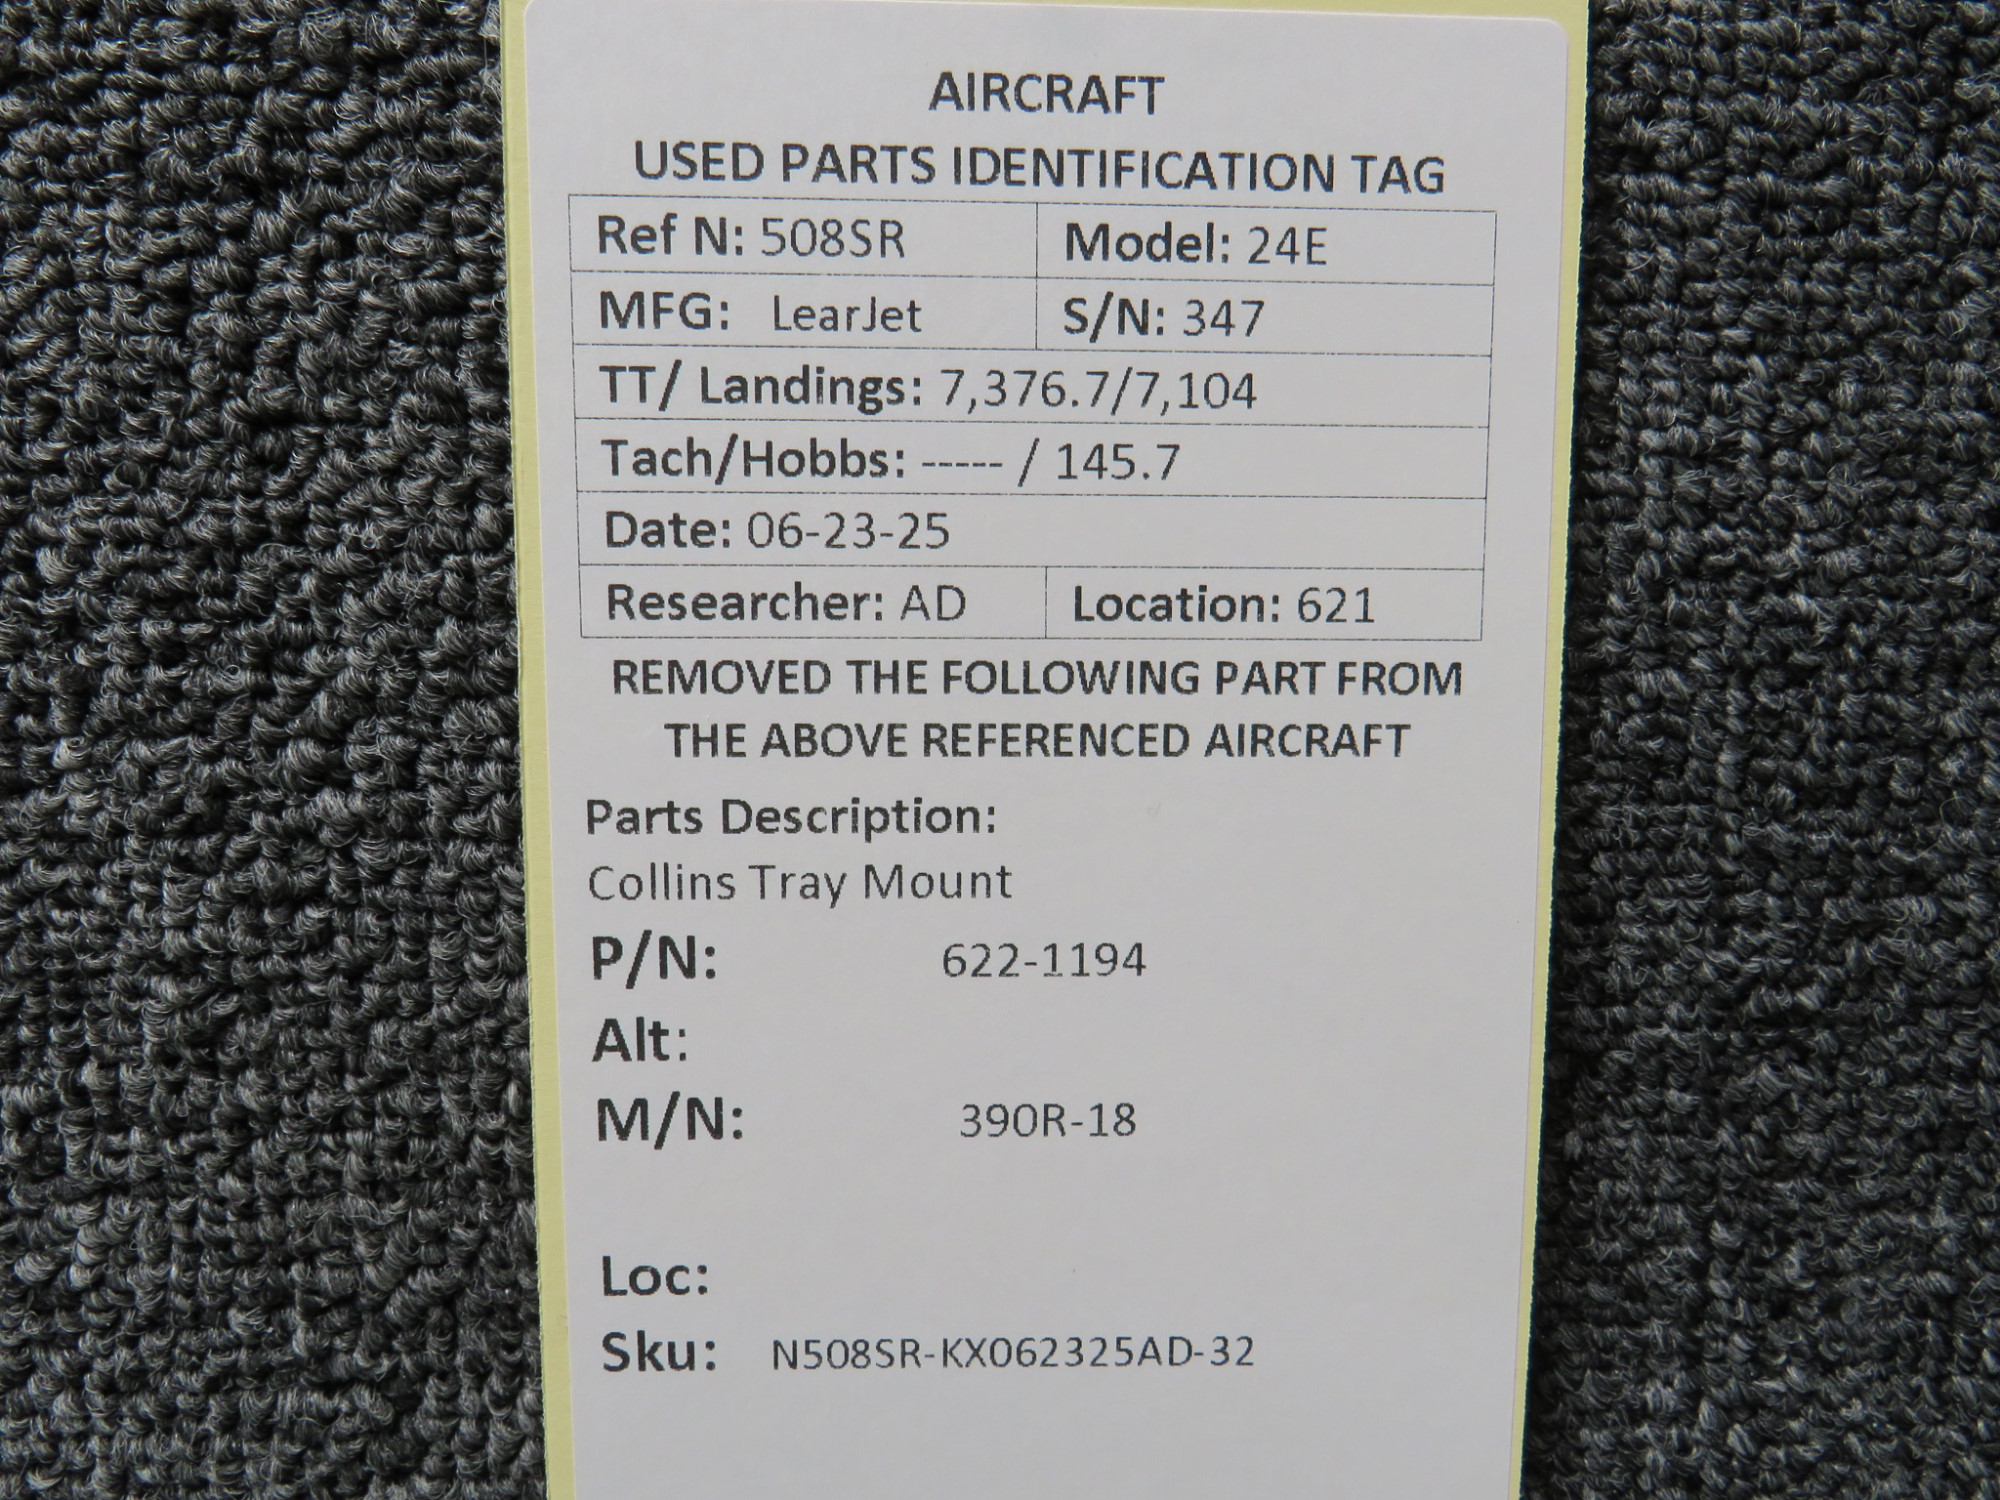 AIRCRAFT
USED PARTS IDENTIFICATION TAG
Ref N: 508SR Model: 24E
MFG: LearJet S/N: 347
TT/ Landings: 7,376.7/7,104
Tach/Hobbs: ----- / 145.7
Date: 06-23-25
Researcher: AD Location: 621
REMOVED THE FOLLOWING PART FROM
THE ABOVE REFERENCED AIRCRAFT
Parts Description:
Collins Tray Mount
P/N: 622-1194
Alt:
M/N: 390R-18
Loc:
Sku: N508SR-KX062325AD-32